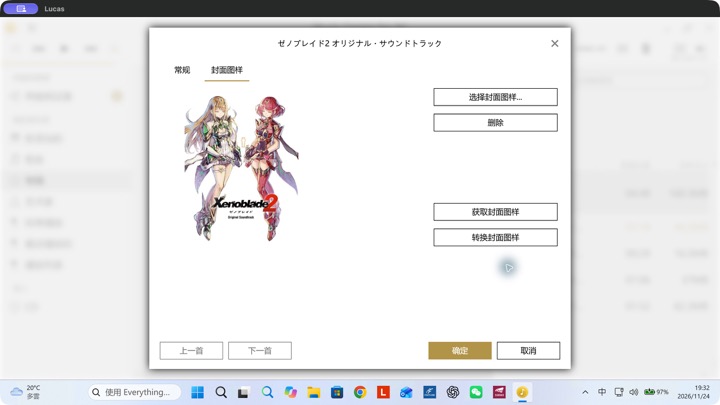 Lucas
ゼノブレイド2 オリジナル・サウンドトラック
常规
封面图样
选择封面图样...
删除
Xenoblade2
ゼノブレイド
Original Soundtrack
获取封面图样
转换封面图样
上一首
下一首
确定
取消
20°C
多雲
使用 Everything...
中
97%
19:32
2026/11/24